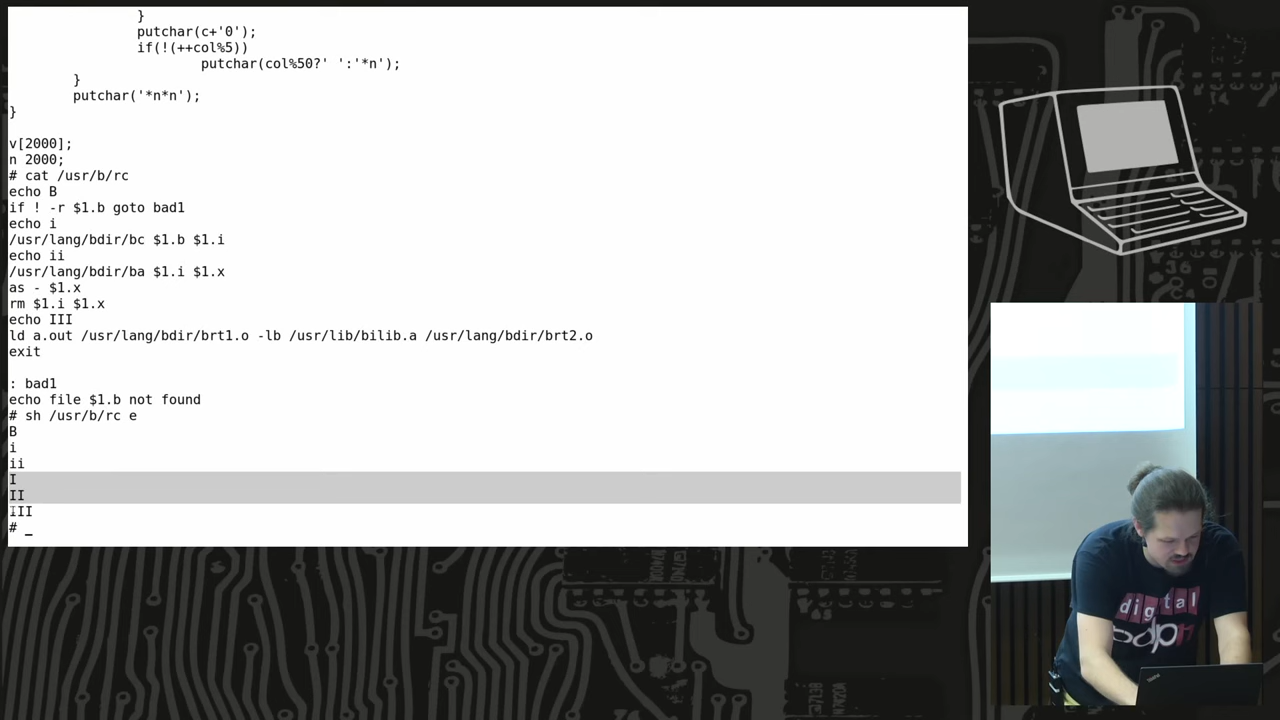 }
putchar(c+'0');
if(!(++col%5))
putchar(col%50?' ':'*n');
}
putchar('*n*n');
}
v[2000];
n 2000;
# cat /usr/b/rc
echo B
if ! -r $1.b goto bad1
echo i
/usr/lang/bdir/bc $1.b $1.i
echo ii
/usr/lang/bdir/ba $1.i $1.x
as - $1.x
rm $1.i $1.x
echo III
ld a.out /usr/lang/bdir/brt1.o -lb /usr/lib/bilib.a /usr/lang/bdir/brt2.o
exit
: bad1
echo file $1.b not found
# sh /usr/b/rc e
B
i
ii
I
II
III
# _
digital
pdp11